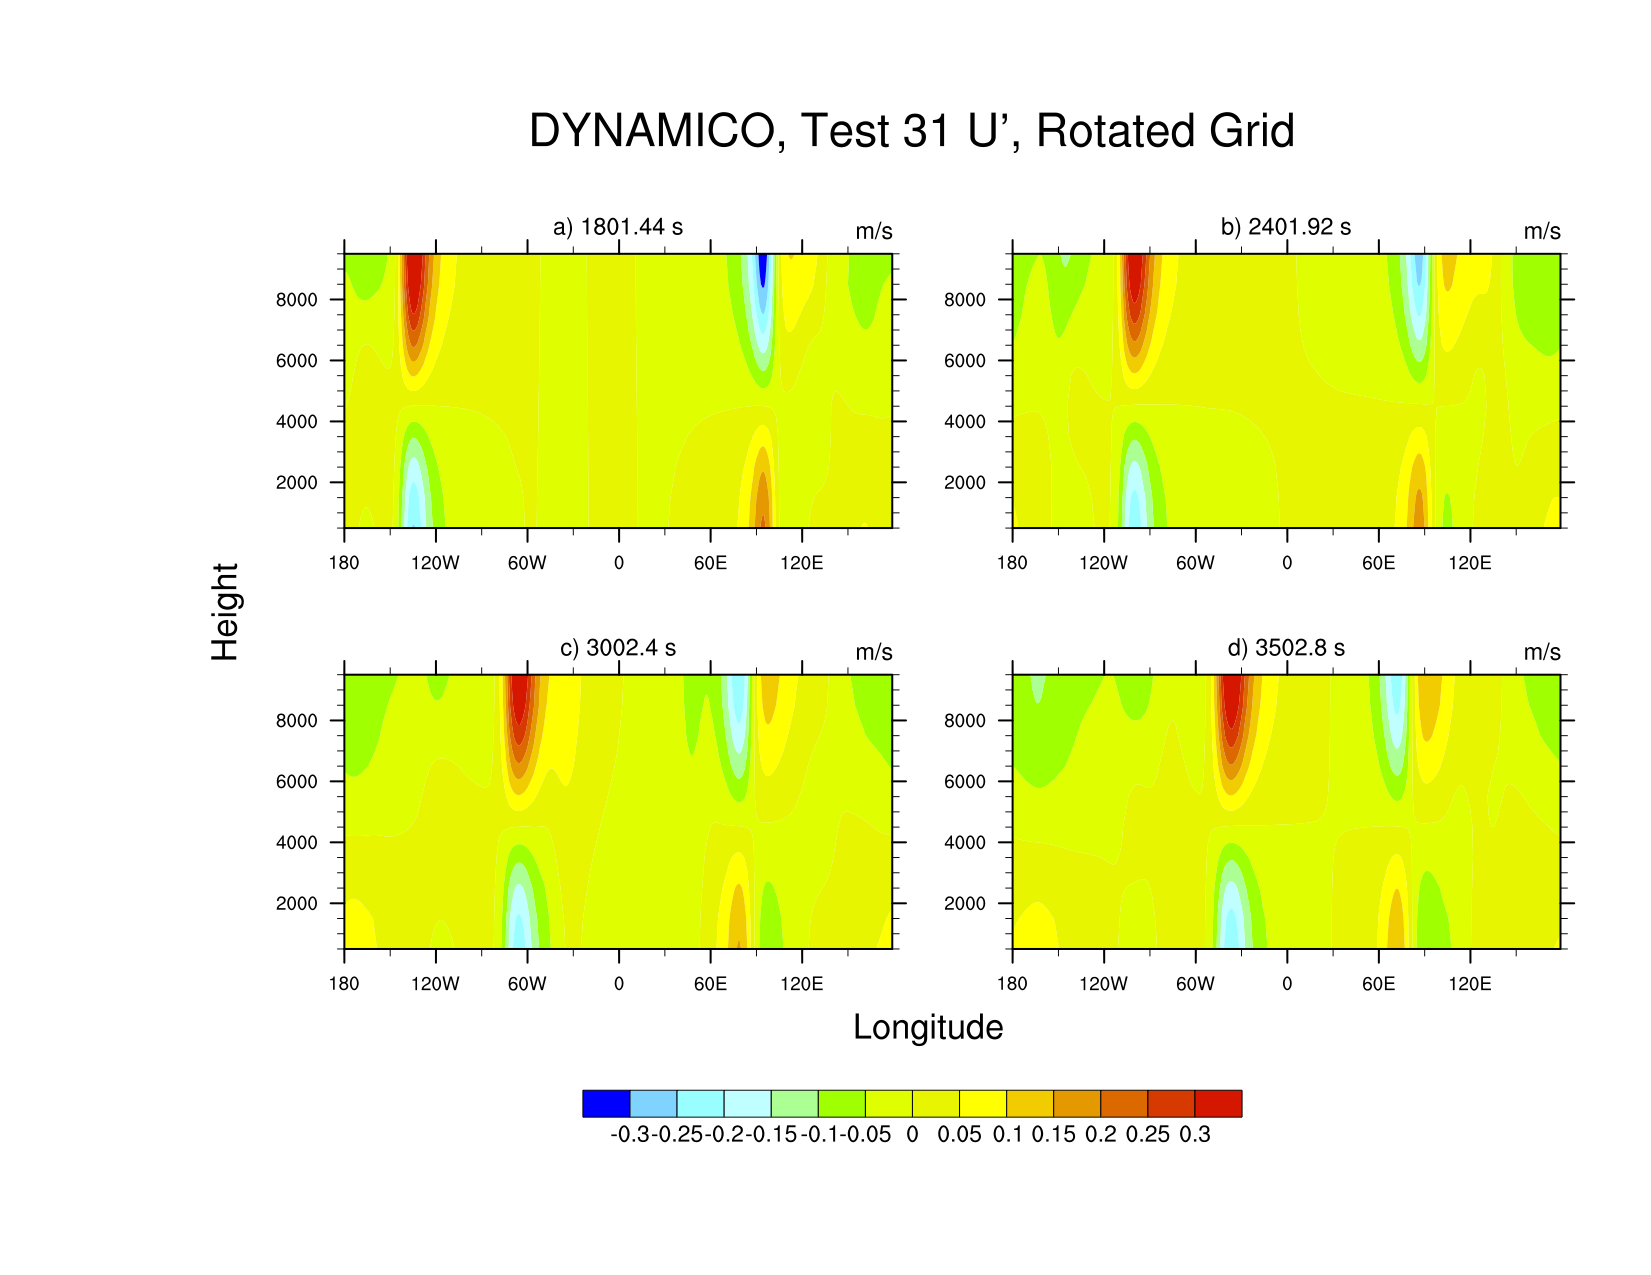 DYNAMICO, Test 31 U’, Rotated Grid
a) 1801.44 s
m/s
b) 2401.92 s
m/s
8000
6000
4000
2000
180 120W 60W 0 60E 120E
8000
6000
4000
2000
180 120W 60W 0 60E 120E
Height
c) 3002.4 s
m/s
d) 3502.8 s
m/s
8000
6000
4000
2000
180 120W 60W 0 60E 120E
8000
6000
4000
2000
180 120W 60W 0 60E 120E
Longitude
-0.3 -0.25 -0.2 -0.15 -0.1 -0.05 0 0.05 0.1 0.15 0.2 0.25 0.3